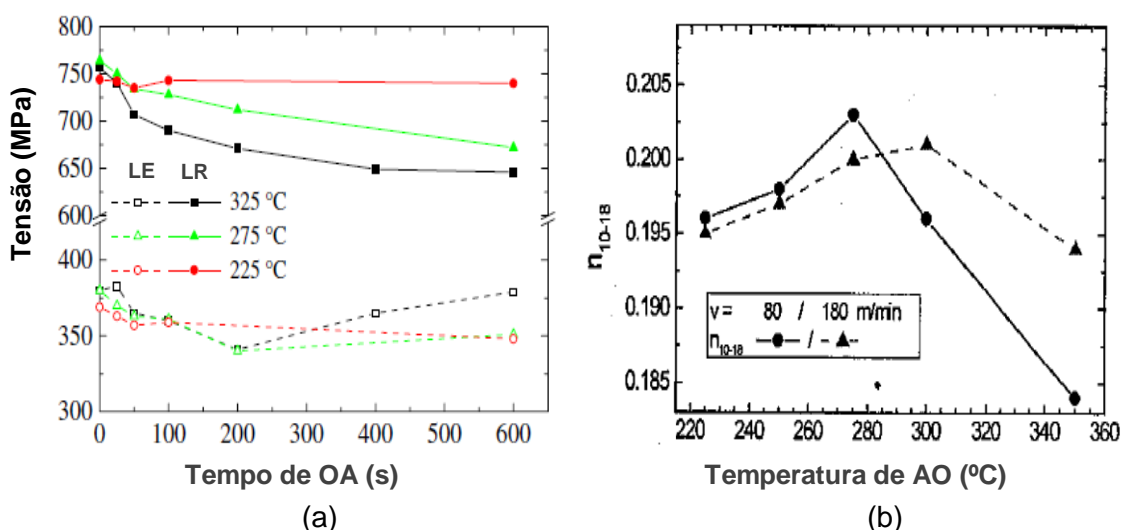 Tensão (MPa)
800
750
700
650
600
400
350
300
LE LR
325 °C
275 °C
225 °C
0 100 200 300 400 500 600
Tempo de OA (s)
(a)
n10-18
0.205
0.200
0.195
0.190
0.185
v = 80 / 180 m/min
n10-18 /
220 240 260 280 300 320 340 360
Temperatura de AO (ºC)
(b)